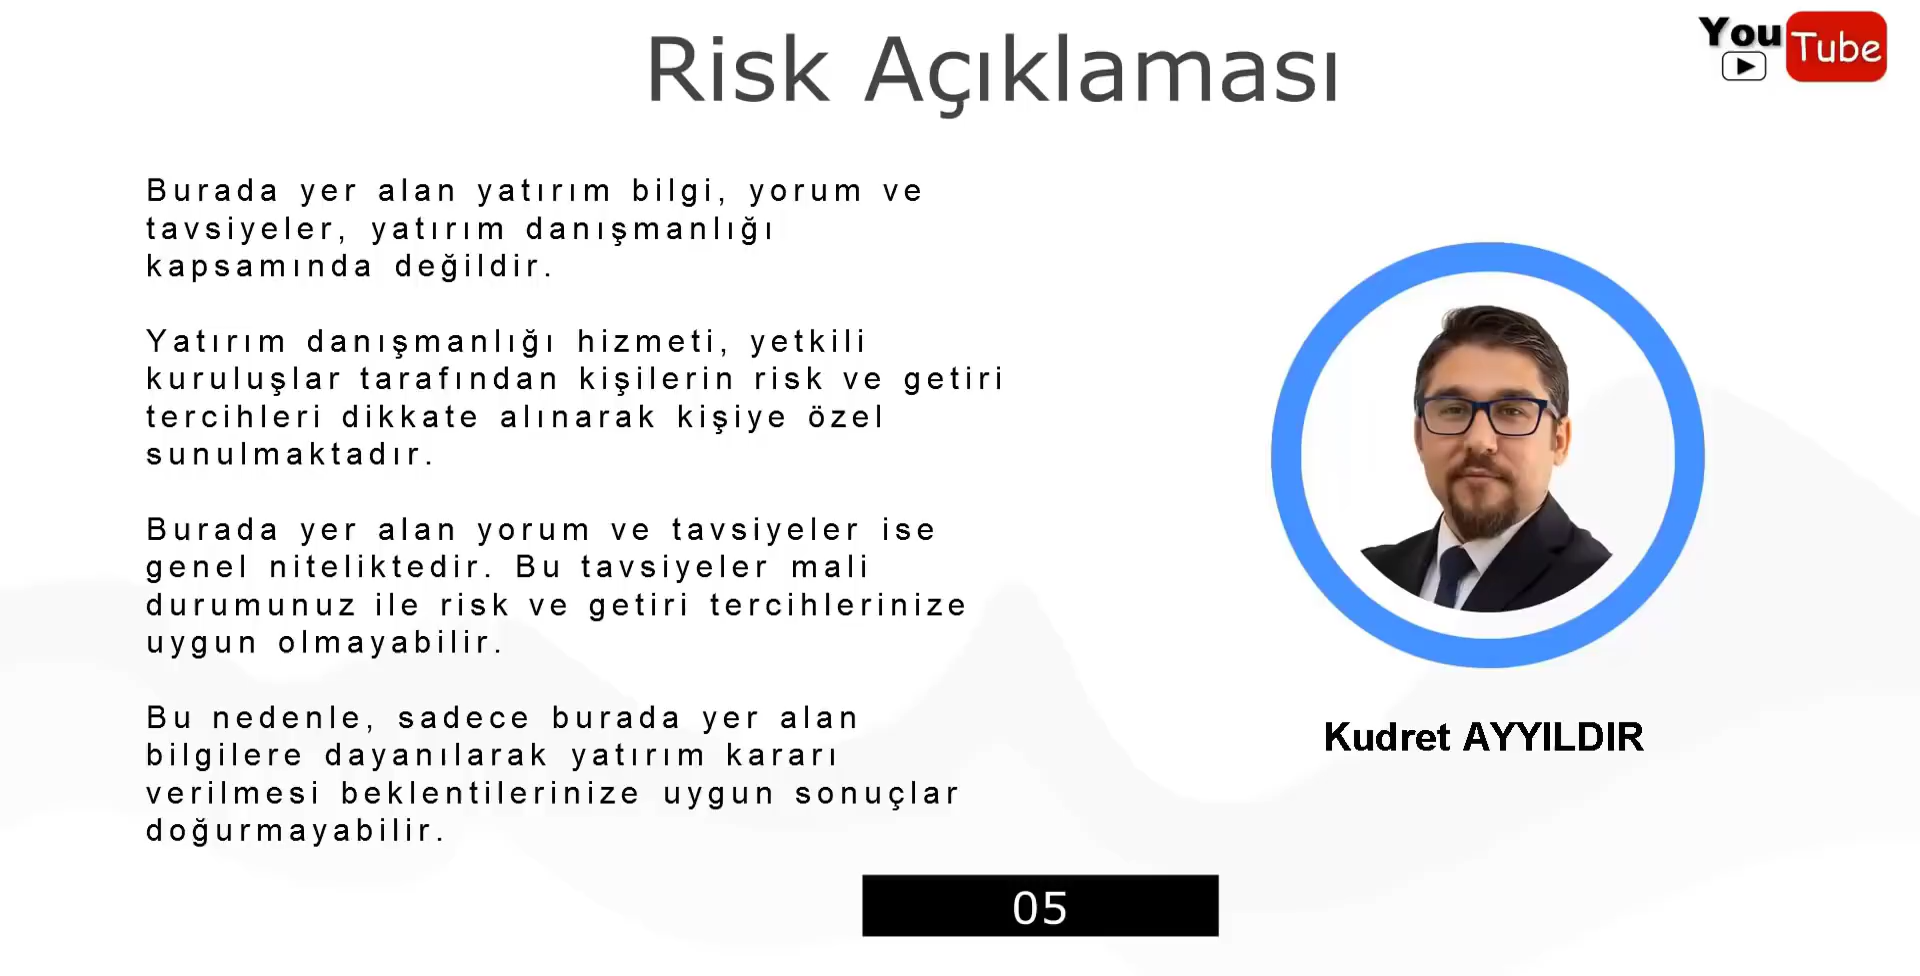 Risk Açıklaması
You Tube
Burada yer alan yatırım bilgi, yorum ve
tavsiyeler, yatırım danışmanlığı
kapsamında değildir.
Yatırım danışmanlığı hizmeti, yetkili
kuruluşlar tarafından kişilerin risk ve getiri
tercihleri dikkate alınarak kişiye özel
sunulmaktadır.
Burada yer alan yorum ve tavsiyeler ise
genel niteliktedir. Bu tavsiyeler mali
durumunuz ile risk ve getiri tercihlerinize
uygun olmayabilir.
Bu nedenle, sadece burada yer alan
bilgilere dayanılarak yatırım kararı
verilmesi beklentilerinize uygun sonuçlar
doğurmayabilir.
Kudret AYYILDIR
05